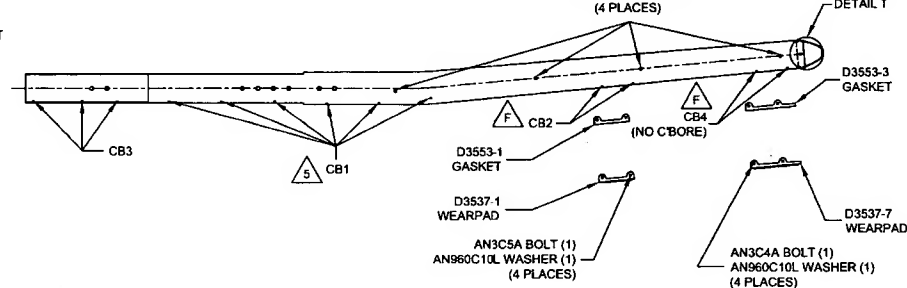 (4 PLACES)
DETAIL T
D3553-3
GASKET
F
CB2
F
CB4
(NO C'BORE)
CB3
5
CB1
D3553-1
GASKET
D3537-1
WEARPAD
D3537-7
WEARPAD
AN3C5A BOLT (1)
AN960C10L WASHER (1)
(4 PLACES)
AN3C4A BOLT (1)
AN960C10L WASHER (1)
(4 PLACES)